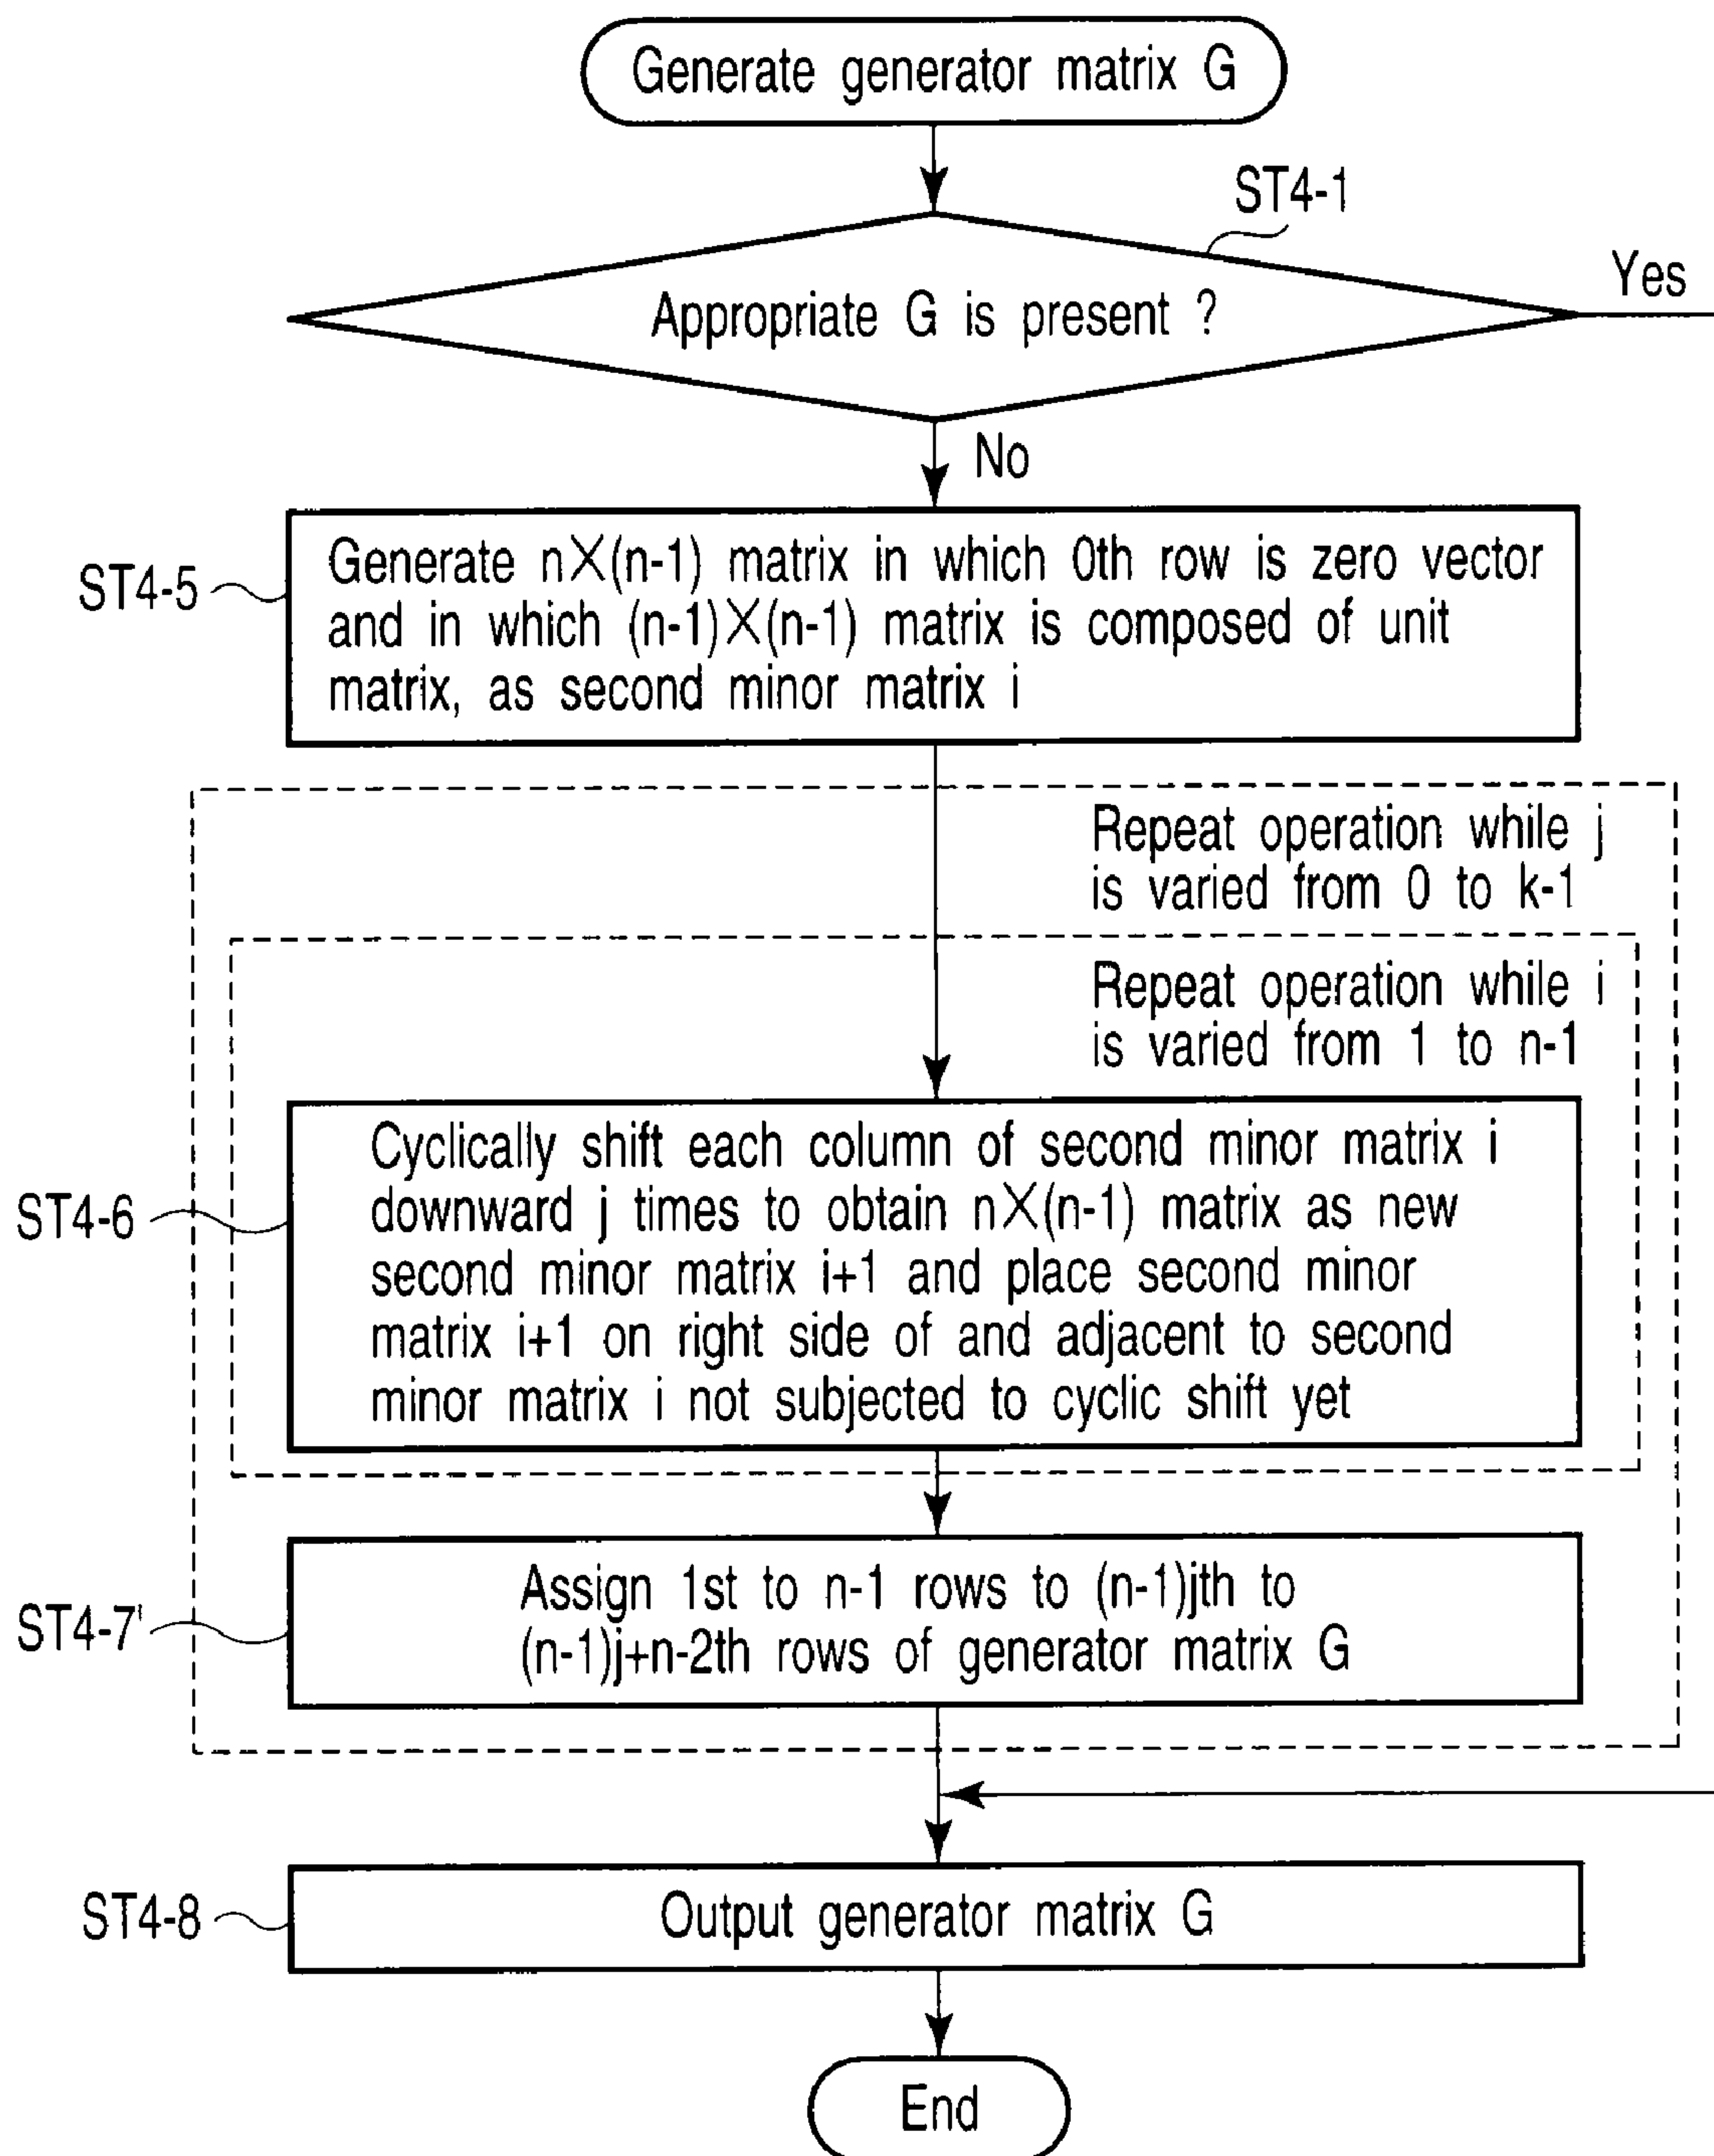 Generate generator matrix G
ST4-1
Appropriate G is present ?
Yes
No
ST4-5
Generate n×(n-1) matrix in which 0th row is zero vector
and in which (n-1)×(n-1) matrix is composed of unit
matrix, as second minor matrix i
Repeat operation while j
is varied from 0 to k-1
Repeat operation while i
is varied from 1 to n-1
ST4-6
Cyclically shift each column of second minor matrix i
downward j times to obtain n×(n-1) matrix as new
second minor matrix i+1 and place second minor
matrix i+1 on right side of and adjacent to second
minor matrix i not subjected to cyclic shift yet
ST4-7'
Assign 1st to n-1 rows to (n-1)jth to
(n-1)j+n-2th rows of generator matrix G
ST4-8
Output generator matrix G
End